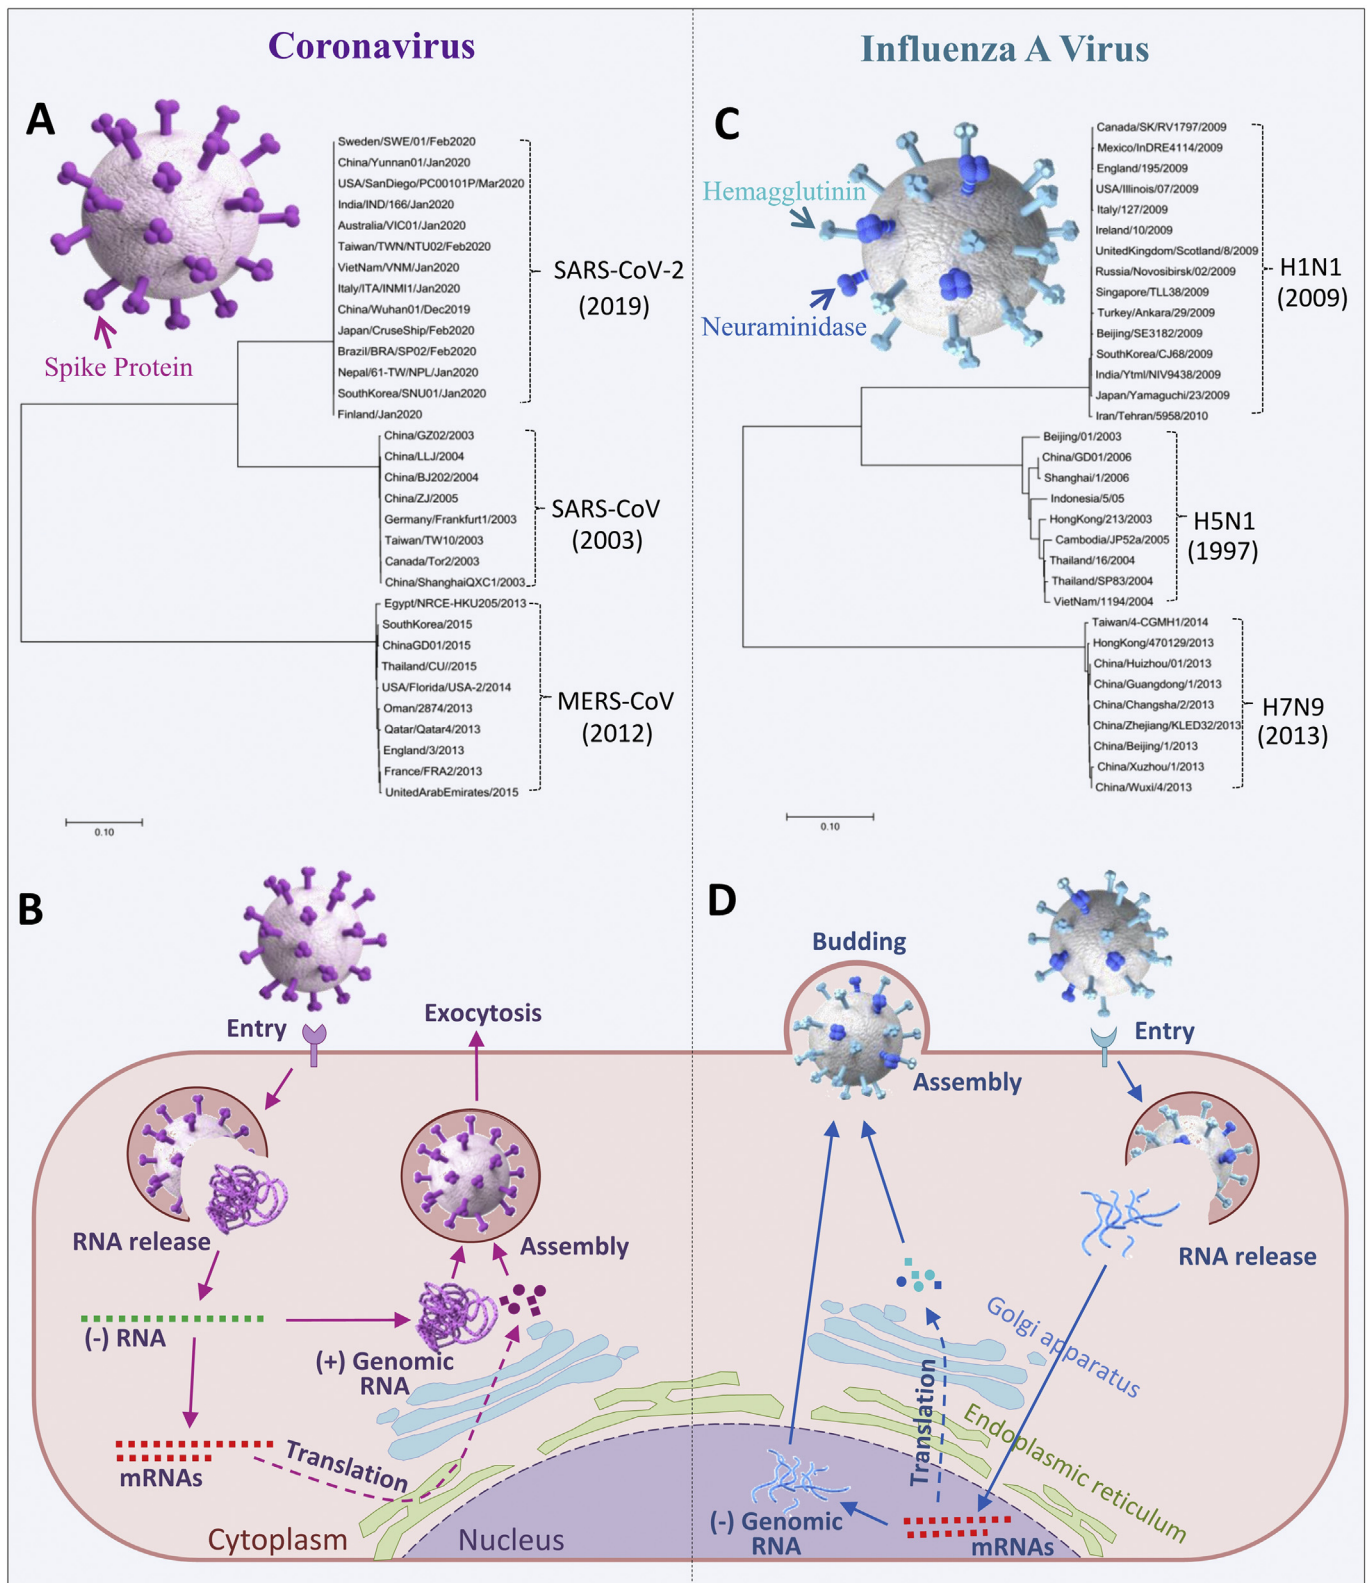 Coronavirus
Influenza A Virus
A
Spike Protein
Sweden/SWE/01/Feb2020
China/Yunnan01/Jan2020
USA/SanDiego/PC00101P/Mar2020
India/IND/166/Jan2020
Australia/VIC01/Jan2020
Taiwan/TWN/NTU02/Feb2020
VietNam/VNM/Jan2020
Italy/ITA/INMI1/Jan2020
China/Wuhan01/Dec2019
Japan/CruseShip/Feb2020
Brazil/BRA/SP02/Feb2020
Nepal/61-TW/NPL/Jan2020
SouthKorea/SNU01/Jan2020
Finland/Jan2020
SARS-CoV-2
(2019)
China/GZ02/2003
China/LLJ/2004
China/BJ202/2004
China/ZJ/2005
Germany/Frankfurt1/2003
Taiwan/TW10/2003
Canada/Tor2/2003
China/ShanghaiQXC1/2003
SARS-CoV
(2003)
Egypt/NRCE-HKU205/2013
SouthKorea/2015
ChinaGD01/2015
Thailand/CU//2015
USA/Florida/USA-2/2014
Oman/2874/2013
Qatar/Qatar4/2013
England/3/2013
France/FRA2/2013
UnitedArabEmirates/2015
MERS-CoV
(2012)
0.10
C
Hemagglutinin
Neuraminidase
Canada/SK/RV1797/2009
Mexico/InDRE4114/2009
England/195/2009
USA/Illinois/07/2009
Italy/127/2009
Ireland/10/2009
UnitedKingdom/Scotland/8/2009
Russia/Novosibirsk/02/2009
Singapore/TLL38/2009
Turkey/Ankara/29/2009
Beijing/SE3182/2009
SouthKorea/CJ68/2009
India/Ytml/NIV9438/2009
Japan/Yamaguchi/23/2009
Iran/Tehran/5958/2010
H1N1
(2009)
Beijing/01/2003
China/GD01/2006
Shanghai/1/2006
Indonesia/5/05
HongKong/213/2003
Cambodia/JP52a/2005
Thailand/16/2004
Thailand/SP83/2004
VietNam/1194/2004
H5N1
(1997)
Taiwan/4-CGMH1/2014
HongKong/470129/2013
China/Huizhou/01/2013
China/Guangdong/1/2013
China/Changsha/2/2013
China/Zhejiang/KLED32/2013
China/Beijing/1/2013
China/Xuzhou/1/2013
China/Wuxi/4/2013
H7N9
(2013)
0.10
B
Entry
Exocytosis
RNA release
Assembly
(-) RNA
(+) Genomic
RNA
mRNAs
Translation
Cytoplasm
Nucleus
D
Budding
Entry
Assembly
RNA release
Golgi apparatus
Translation
Endoplasmic reticulum
(-) Genomic
RNA
mRNAs